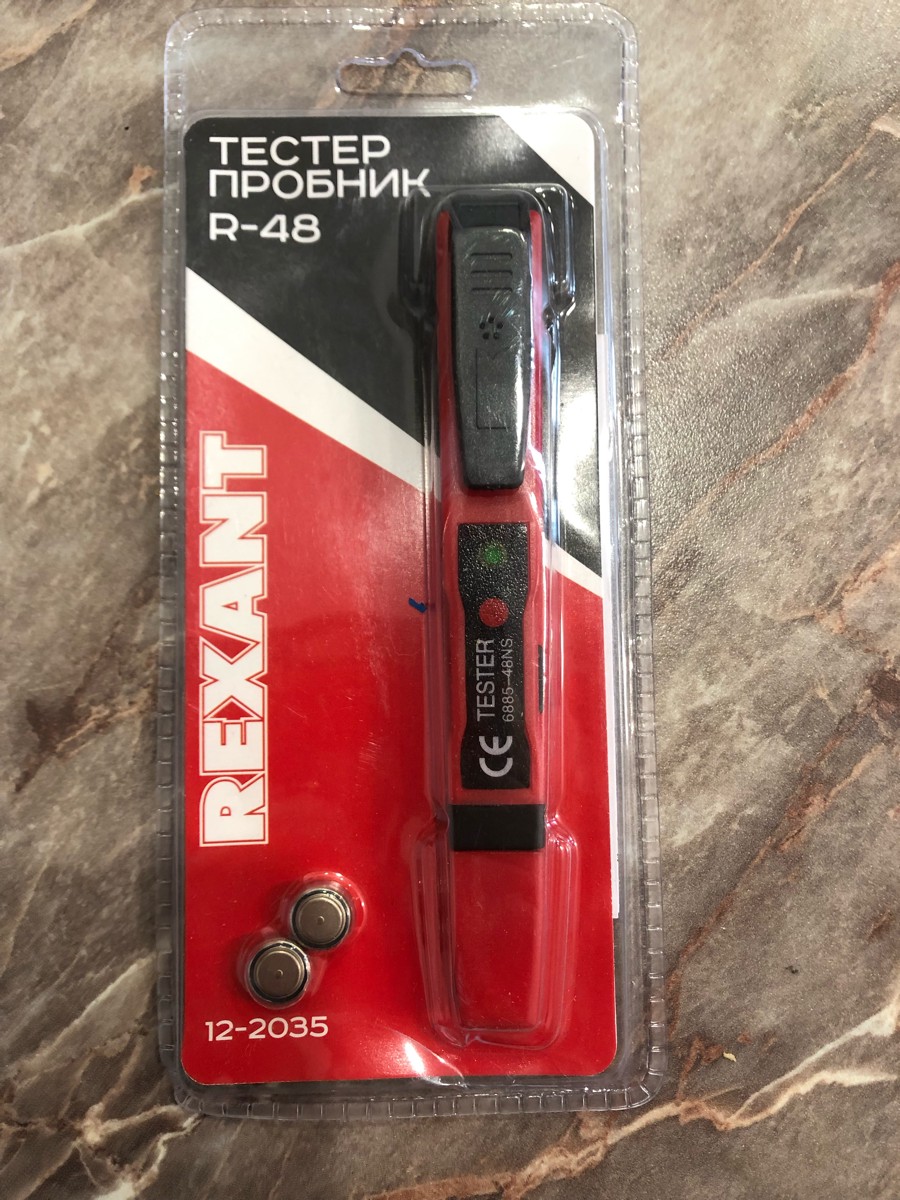 ТЕСТЕР
ПРОБНИК
R-48
REXANT
TESTER
6885-48NS
CE
12-2035